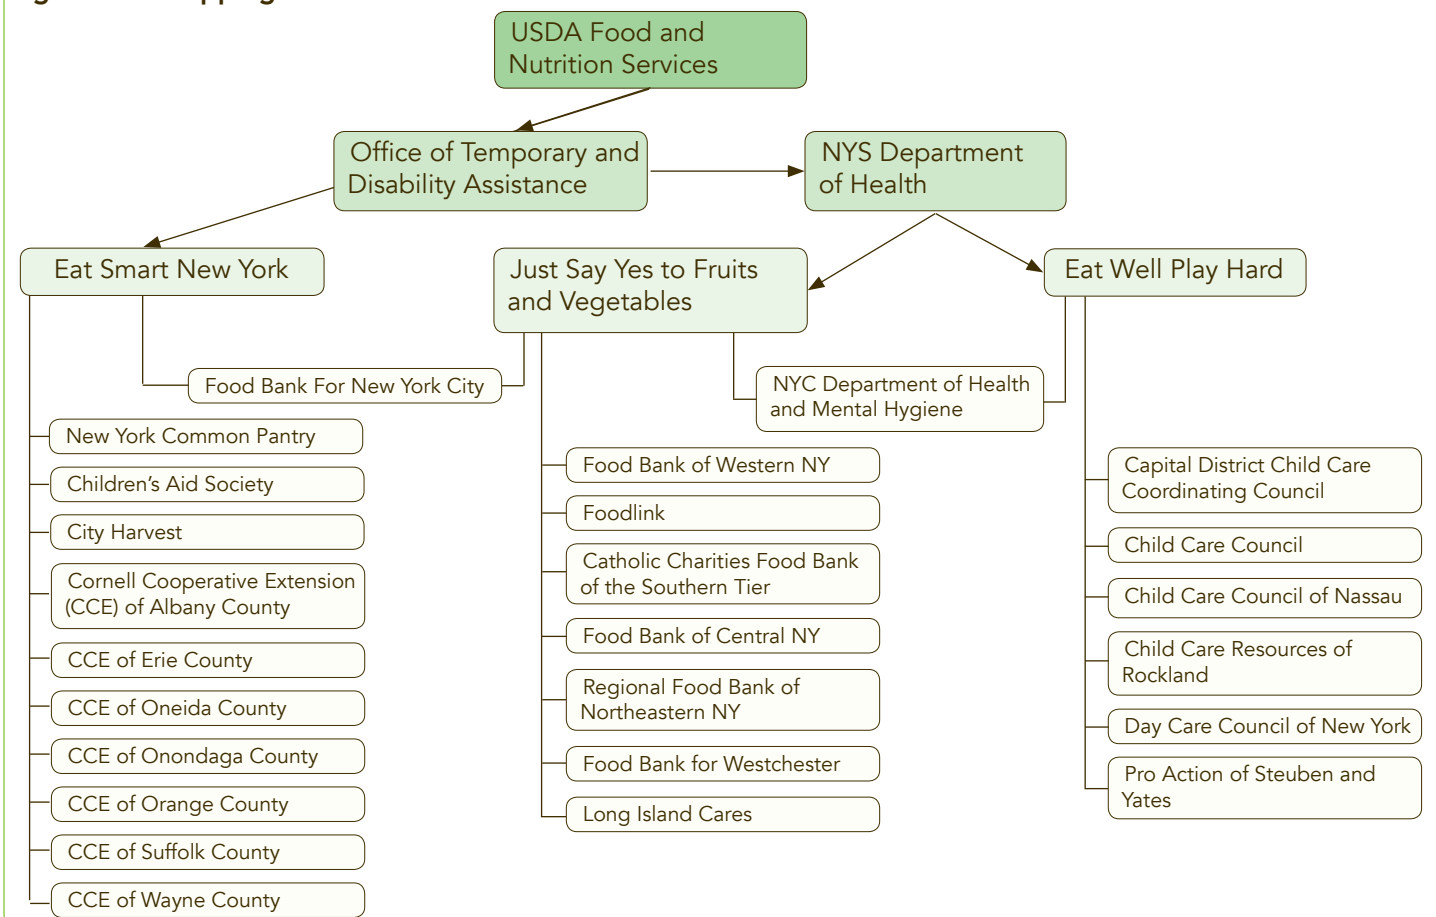 USDA Food and
Nutrition Services
Office of Temporary and
Disability Assistance
NYS Department
of Health
Eat Smart New York
Just Say Yes to Fruits
and Vegetables
Eat Well Play Hard
Food Bank For New York City
NYC Department of Health
and Mental Hygiene
New York Common Pantry
Children’s Aid Society
City Harvest
Cornell Cooperative Extension
(CCE) of Albany County
CCE of Erie County
CCE of Oneida County
CCE of Onondaga County
CCE of Orange County
CCE of Suffolk County
CCE of Wayne County
Food Bank of Western NY
Foodlink
Catholic Charities Food Bank
of the Southern Tier
Food Bank of Central NY
Regional Food Bank of
Northeastern NY
Food Bank for Westchester
Long Island Cares
Capital District Child Care
Coordinating Council
Child Care Council
Child Care Council of Nassau
Child Care Resources of
Rockland
Day Care Council of New York
Pro Action of Steuben and
Yates